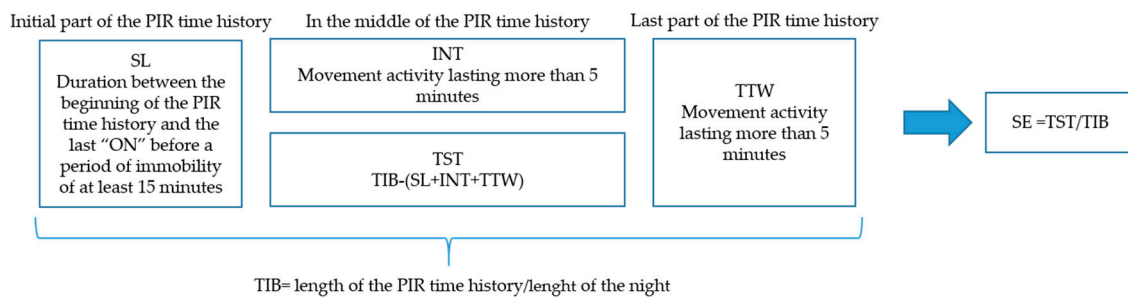 Initial part of the PIR time history
In the middle of the PIR time history
Last part of the PIR time history
SL
Duration between the
beginning of the PIR
time history and the
last “ON” before a
period of immobility
of at least 15 minutes
INT
Movement activity lasting more than 5
minutes
TST
TIB-(SL+INT+TTW)
TTW
Movement activity
lasting more than 5
minutes
SE =TST/TIB
TIB= length of the PIR time history/lenght of the night